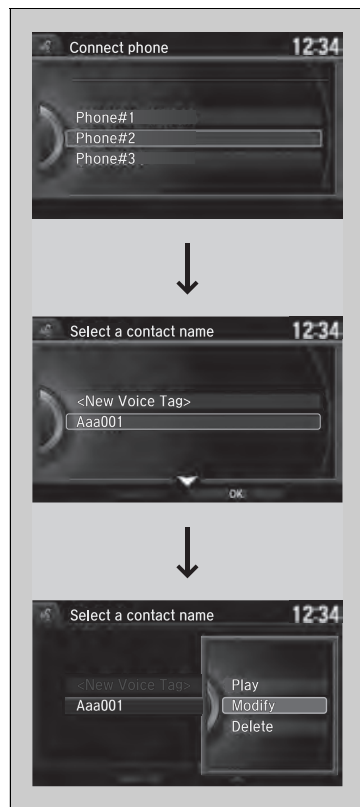 Connect phone 12:34
Phone#1
Phone#2
Phone#3
Select a contact name 12:34
<New Voice Tag>
Aaa001
OK
Select a contact name 12:34
<New Voice Tag> Play
Aaa001 Modify
Delete